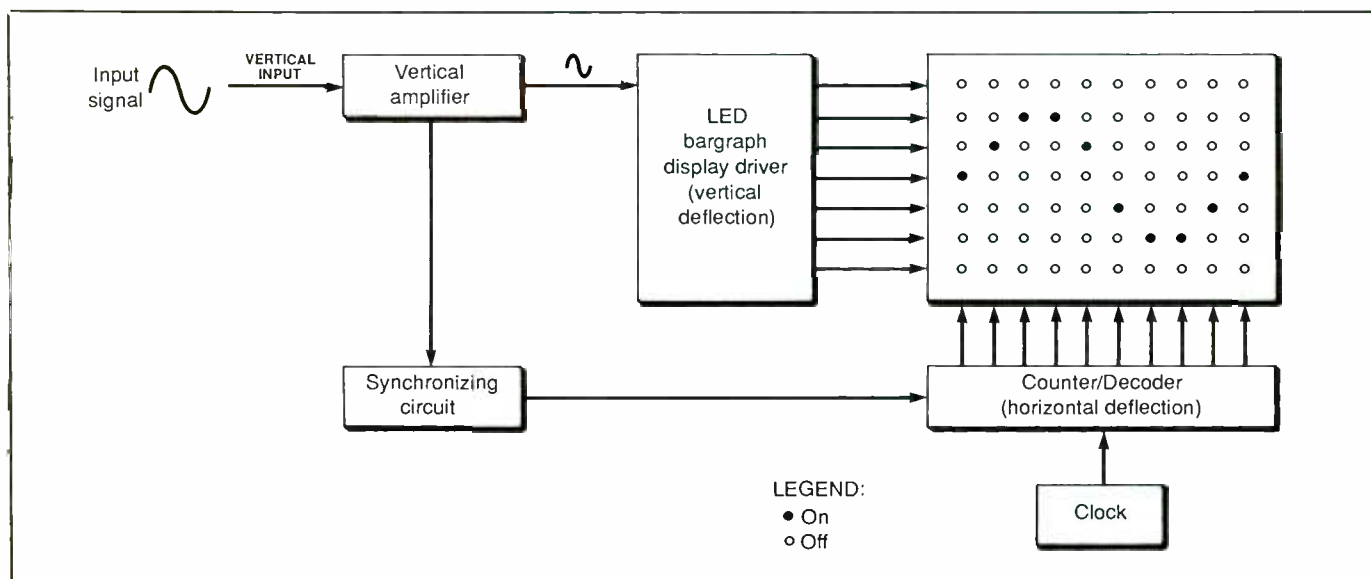 Input
signal
VERTICAL
INPUT
Vertical
amplifier
LED
bargraph
display driver
(vertical
deflection)
Synchronizing
circuit
Counter/Decoder
(horizontal deflection)
LEGEND:
On
Off
Clock